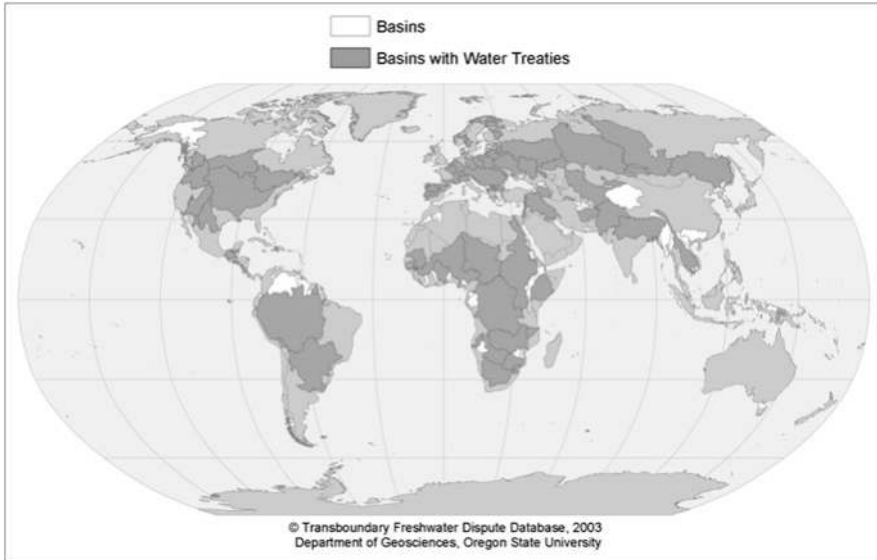 Basins
Basins with Water Treaties
© Transboundary Freshwater Dispute Database, 2003
Department of Geosciences, Oregon State University